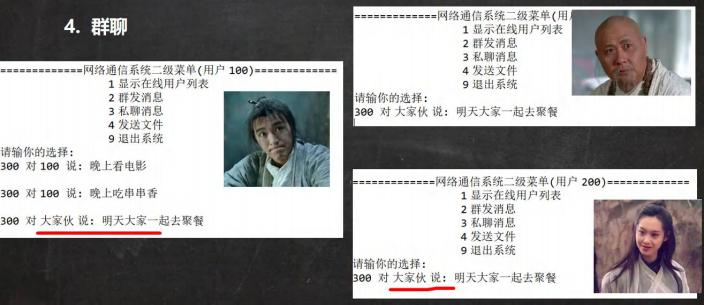 4. 群聊
=============网络通信系统二级菜单(用户 100)=============
1 显示在线用户列表
2 群发消息
3 私聊消息
4 发送文件
9 退出系统
请输你的选择:
300 对 100 说: 晚上看电影
300 对 100 说: 晚上吃串串香
300 对 大家伙 说: 明天大家一起去聚餐
=============网络通信系统二级菜单(用
1 显示在线用户列表
2 群发消息
3 私聊消息
4 发送文件
9 退出系统
请输你的选择:
300 对 大家伙 说: 明天大家一起去聚餐
=============网络通信系统二级菜单(用户 200)=============
1 显示在线用户列表
2 群发消息
3 私聊消息
4 发送文件
9 退出系统
请输你的选择:
300 对 大家伙 说: 明天大家一起去聚餐